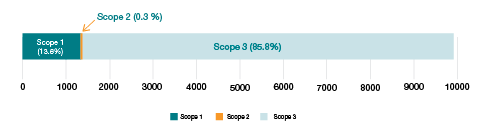 Scope 2 (0.3 %)
Scope 1
(13.6%)
Scope 3 (85.8%)
0 1000 2000 3000 4000 5000 6000 7000 8000 9000 10000
Scope 1 Scope 2 Scope 3